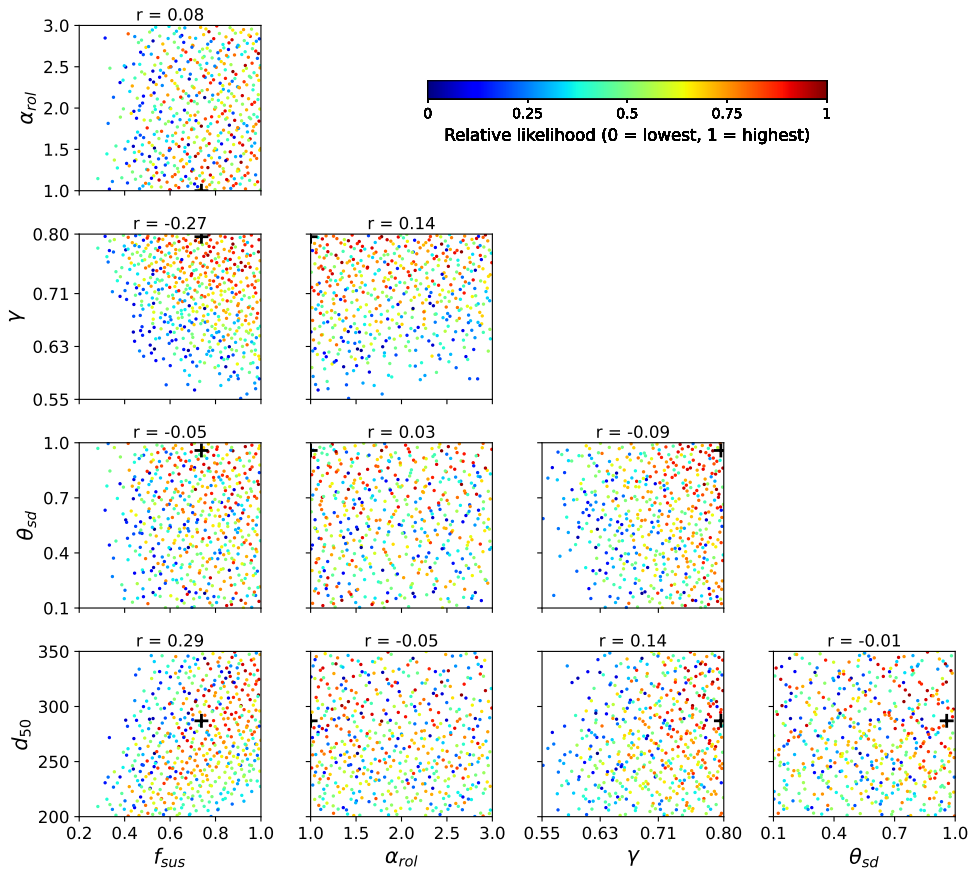 r = 0.08
3.0
2.5
2.0
1.5
1.0
α_rol
0 0.25 0.5 0.75 1
Relative likelihood (0 = lowest, 1 = highest)
r = -0.27 r = 0.14
0.80
0.71
0.63
0.55
γ
r = -0.05 r = 0.03 r = -0.09
1.0
0.7
0.4
0.1
θ_sd
r = 0.29 r = -0.05 r = 0.14 r = -0.01
350
300
250
200
d_50
0.2 0.4 0.6 0.8 1.0 1.0 1.5 2.0 2.5 3.0 0.55 0.63 0.71 0.80 0.1 0.4 0.7 1.0
f_sus α_rol γ θ_sd